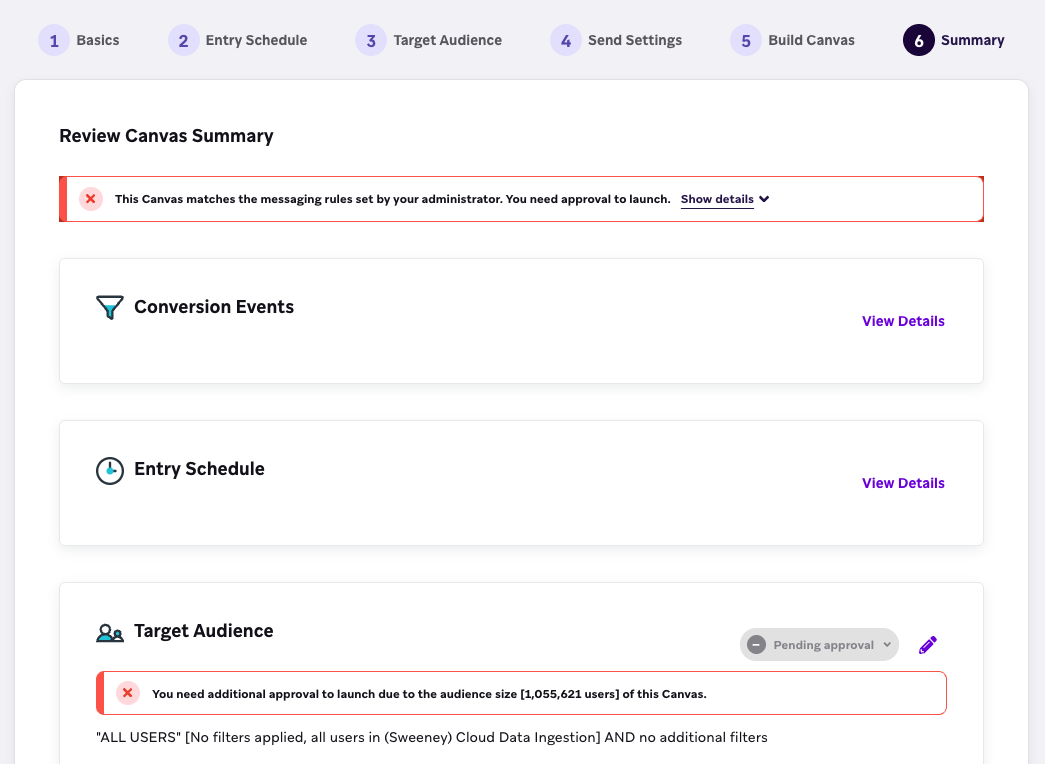 1 Basics 2 Entry Schedule 3 Target Audience 4 Send Settings 5 Build Canvas 6 Summary
Review Canvas Summary
This Canvas matches the messaging rules set by your administrator. You need approval to launch. Show details
Conversion Events
View Details
Entry Schedule
View Details
Target Audience
Pending approval
You need additional approval to launch due to the audience size [1,055,621 users] of this Canvas.
"ALL USERS" [No filters applied, all users in (Sweeney) Cloud Data Ingestion] AND no additional filters